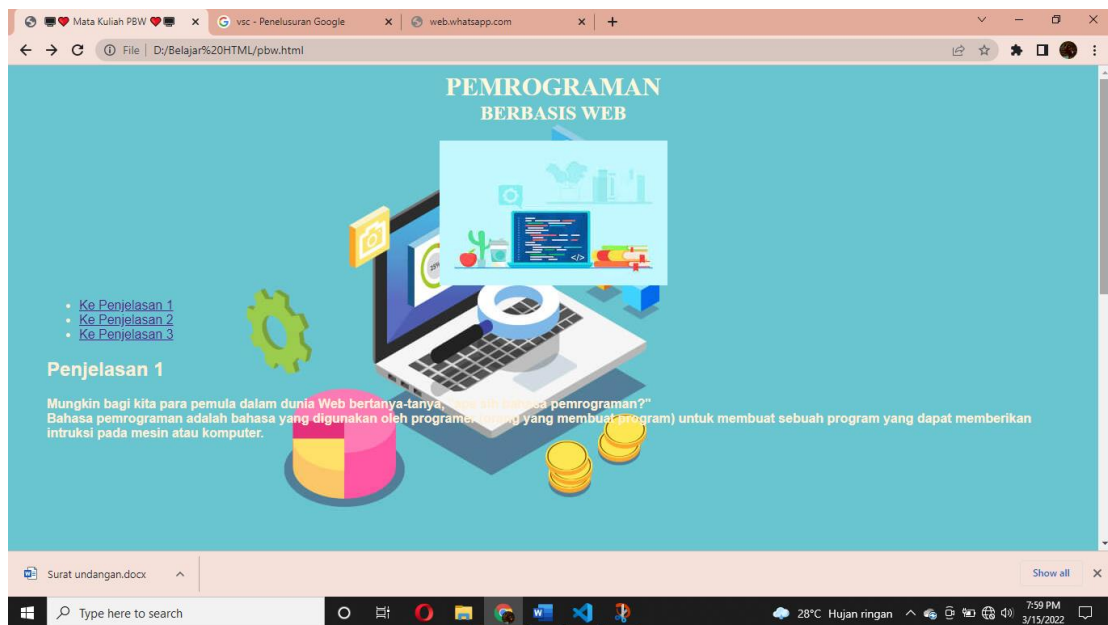 Mata Kuliah PBW
vsc - Penelusuran Google
web.whatsapp.com
File | D:/Belajar%20HTML/pbw.html
PEMROGRAMAN
BERBASIS WEB
</>
25%
Ke Penjelasan 1
Ke Penjelasan 2
Ke Penjelasan 3
Penjelasan 1
Mungkin bagi kita para pemula dalam dunia Web bertanya-tanya, pemrograman?"
Bahasa pemrograman adalah bahasa yang digunakan oleh yang membuat program) untuk membuat sebuah program yang dapat memberikan
intruksi pada mesin atau komputer.
Surat undangan.docx
Show all
Type here to search
28°C Hujan ringan
7:59 PM
3/15/2022